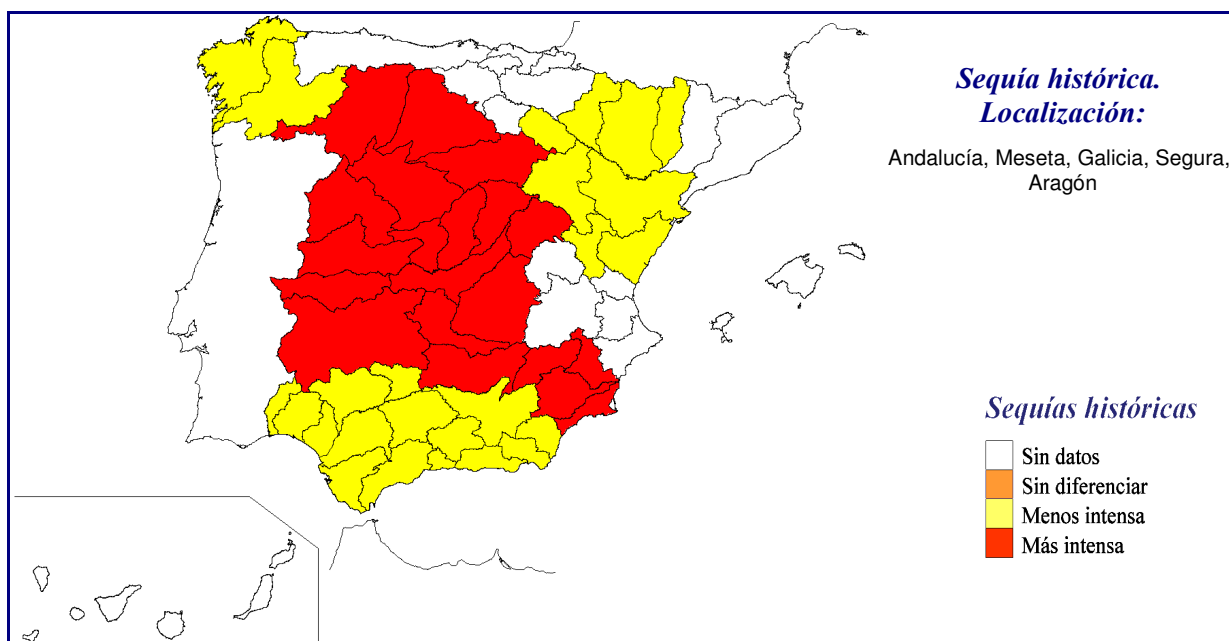 Sequía histórica.
Localización:
Andalucía, Meseta, Galicia, Segura,
Aragón
Sequías históricas
Sin datos
Sin diferenciar
Menos intensa
Más intensa